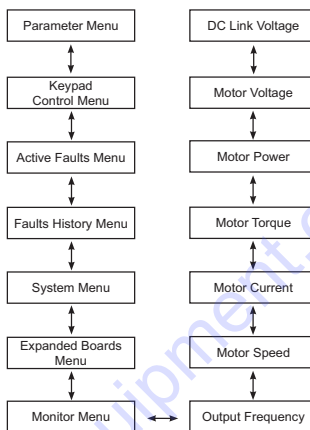 Parameter Menu
Keypad
Control Menu
Active Faults Menu
Faults History Menu
System Menu
Expanded Boards
Menu
Monitor Menu
DC Link Voltage
Motor Voltage
Motor Power
Motor Torque
Motor Current
Motor Speed
Output Frequency